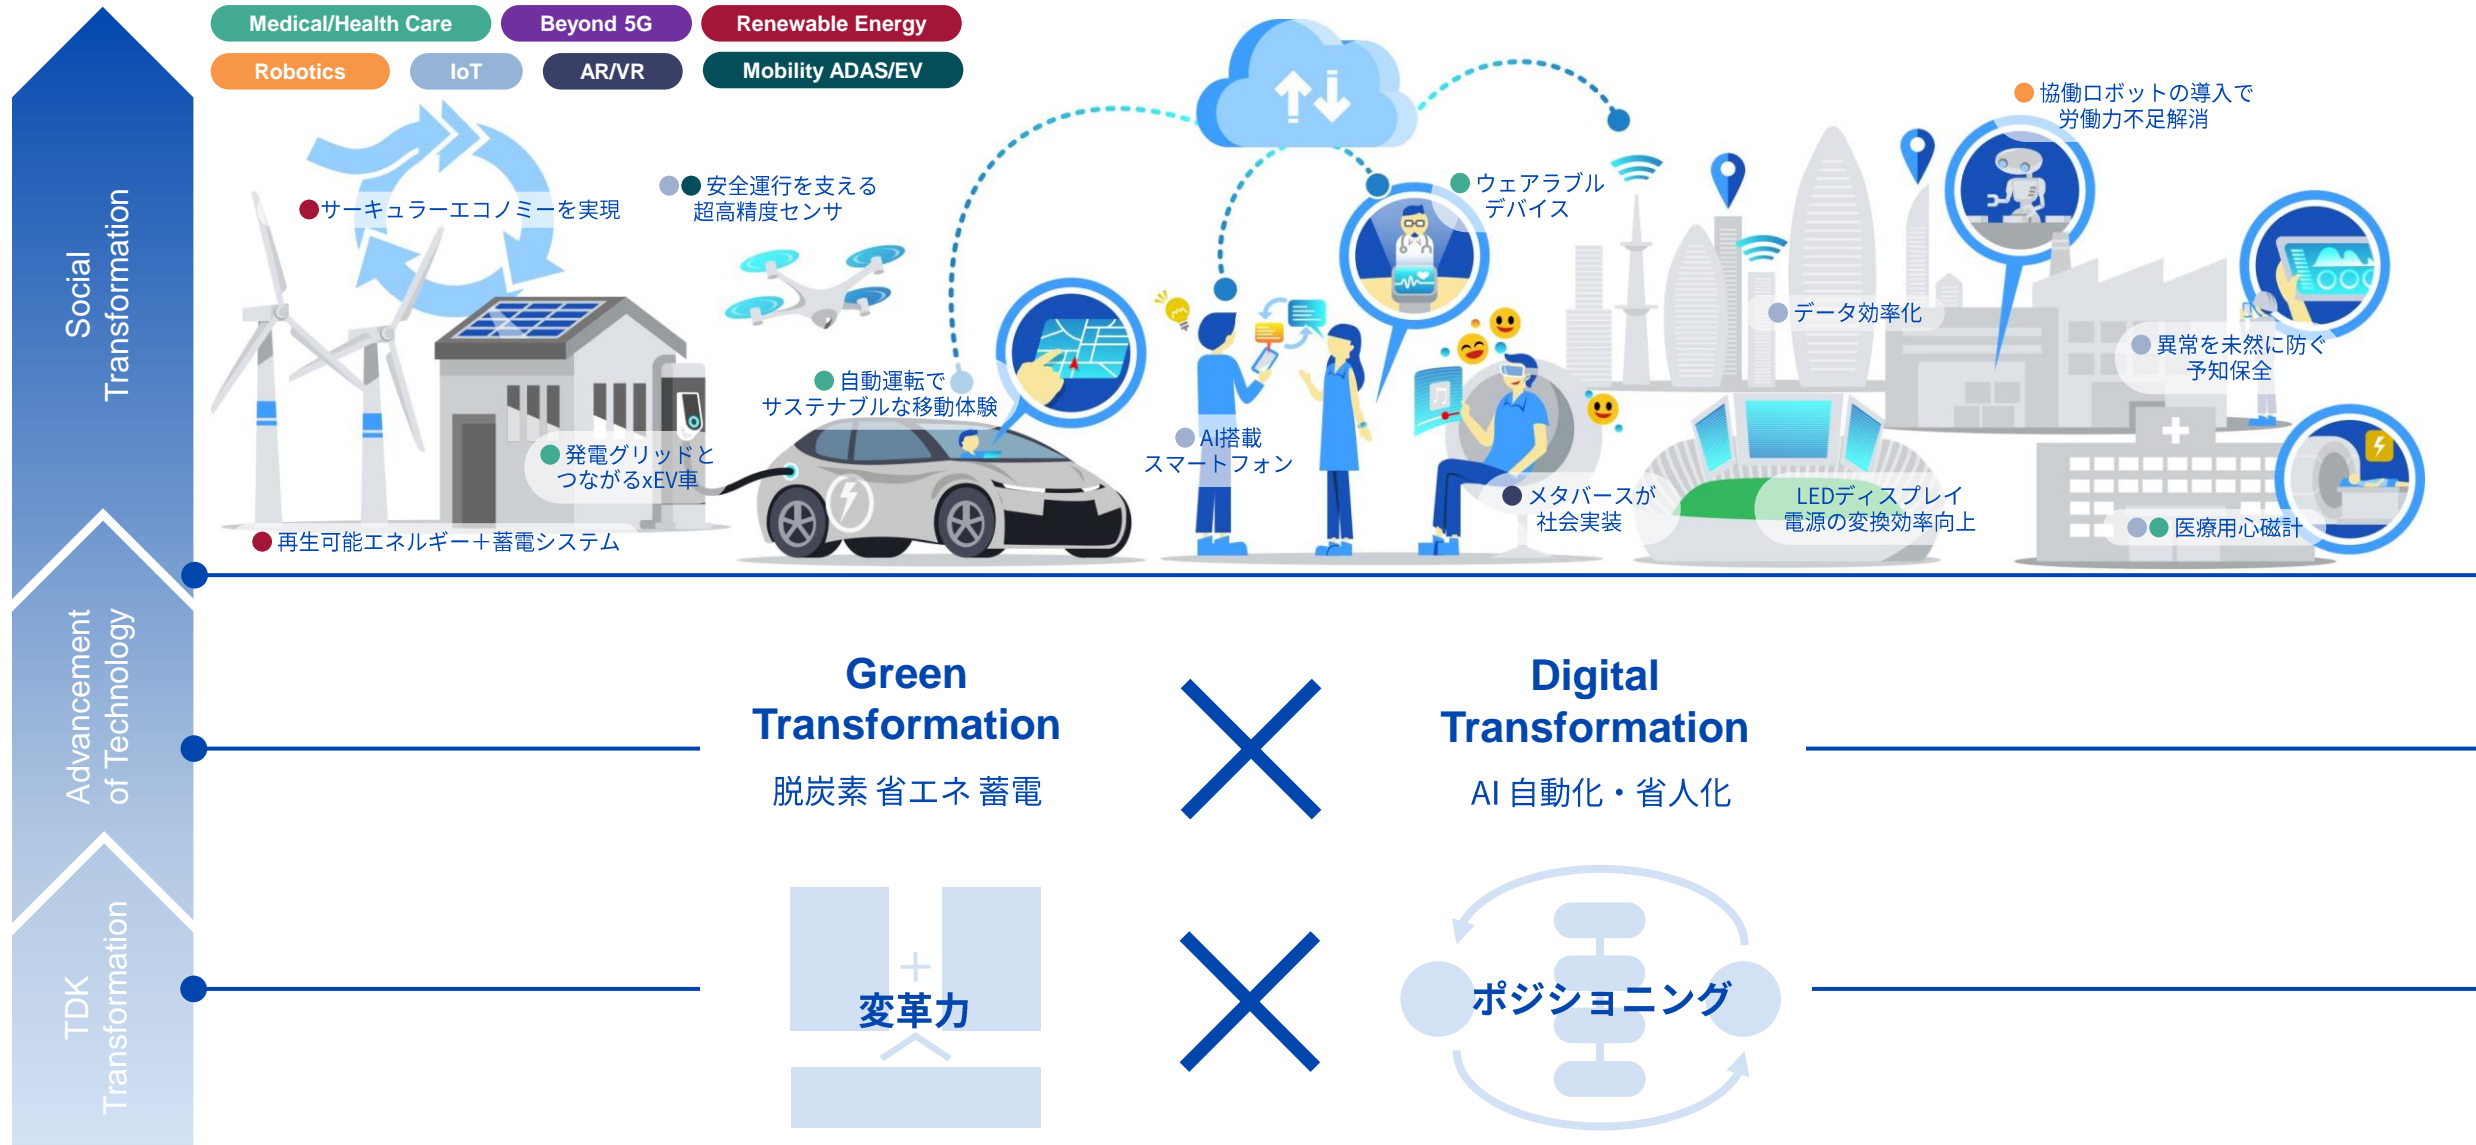 Medical/Health Care
Beyond 5G
Renewable Energy
Robotics
IoT
AR/VR
Mobility ADAS/EV
Social
Transformation
サーキュラーエコノミーを実現
安全運行を支える
超高精度センサ
ウェアラブル
デバイス
協働ロボットの導入で
労働力不足解消
データ効率化
異常を未然に防ぐ
予知保全
自動運転で
サステナブルな移動体験
発電グリッドと
つながるxEV車
AI搭載
スマートフォン
メタバースが
社会実装
LEDディスプレイ
電源の変換効率向上
医療用心磁計
再生可能エネルギー＋蓄電システム
Advancement
of Technology
Green
Transformation
脱炭素 省エネ 蓄電
Digital
Transformation
AI 自動化・省人化
TDK
Transformation
+
変革力
ポジショニング